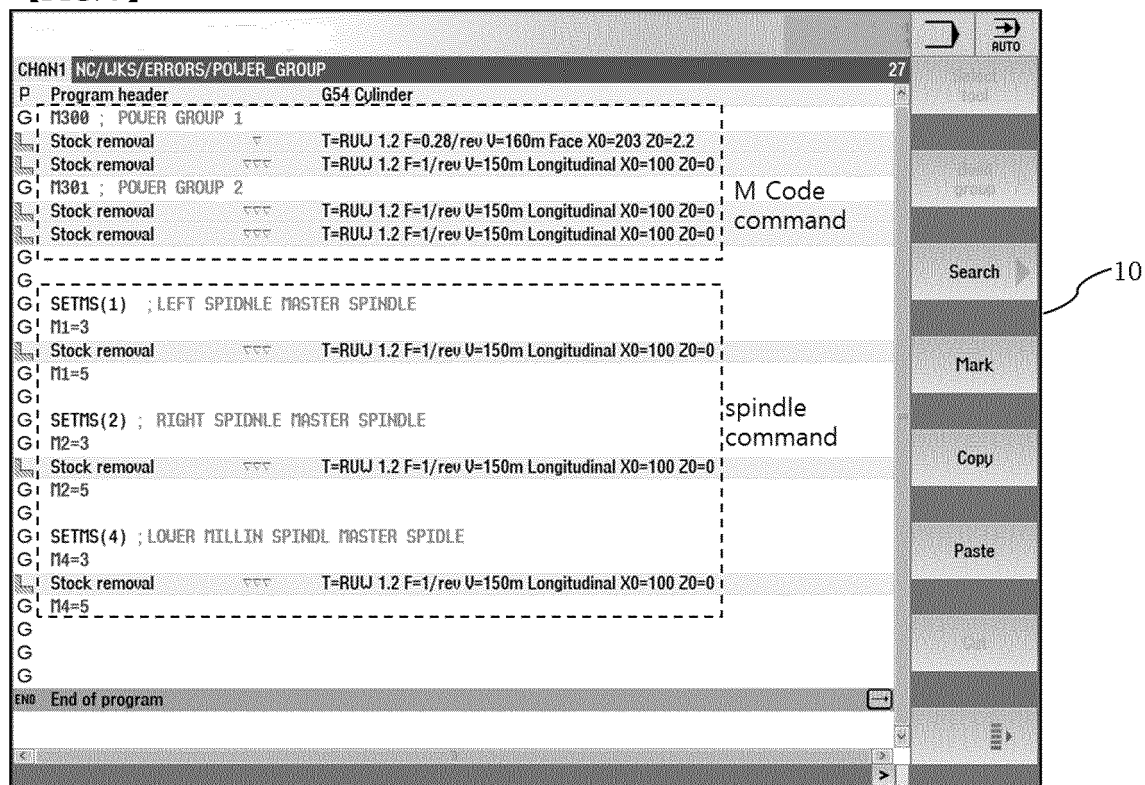 AUTO
CHAN1 NC/WKS/ERRORS/POWER_GROUP 27
P Program header G54 Cylinder
G M300 ; POWER GROUP 1
Stock removal ▽ T=RUW 1.2 F=0.28/rev V=160m Face X0=203 Z0=2.2
Stock removal ▽▽▽ T=RUW 1.2 F=1/rev V=150m Longitudinal X0=100 Z0=0
G M301 ; POWER GROUP 2
Stock removal ▽▽▽ T=RUW 1.2 F=1/rev V=150m Longitudinal X0=100 Z0=0
Stock removal ▽▽▽ T=RUW 1.2 F=1/rev V=150m Longitudinal X0=100 Z0=0
M Code
command
G
G
G SETMS(1) ;LEFT SPIDNLE MASTER SPINDLE
G M1=3
Stock removal ▽▽▽ T=RUW 1.2 F=1/rev V=150m Longitudinal X0=100 Z0=0
G M1=5
G
G SETMS(2) ; RIGHT SPIDNLE MASTER SPINDLE
G M2=3
Stock removal ▽▽▽ T=RUW 1.2 F=1/rev V=150m Longitudinal X0=100 Z0=0
G M2=5
G
G SETMS(4) ;LOWER MILLIN SPINDL MASTER SPIDLE
G M4=3
Stock removal ▽▽▽ T=RUW 1.2 F=1/rev V=150m Longitudinal X0=100 Z0=0
G M4=5
spindle
command
G
G
G
END End of program
Search
Mark
Copy
Paste
Cut
10